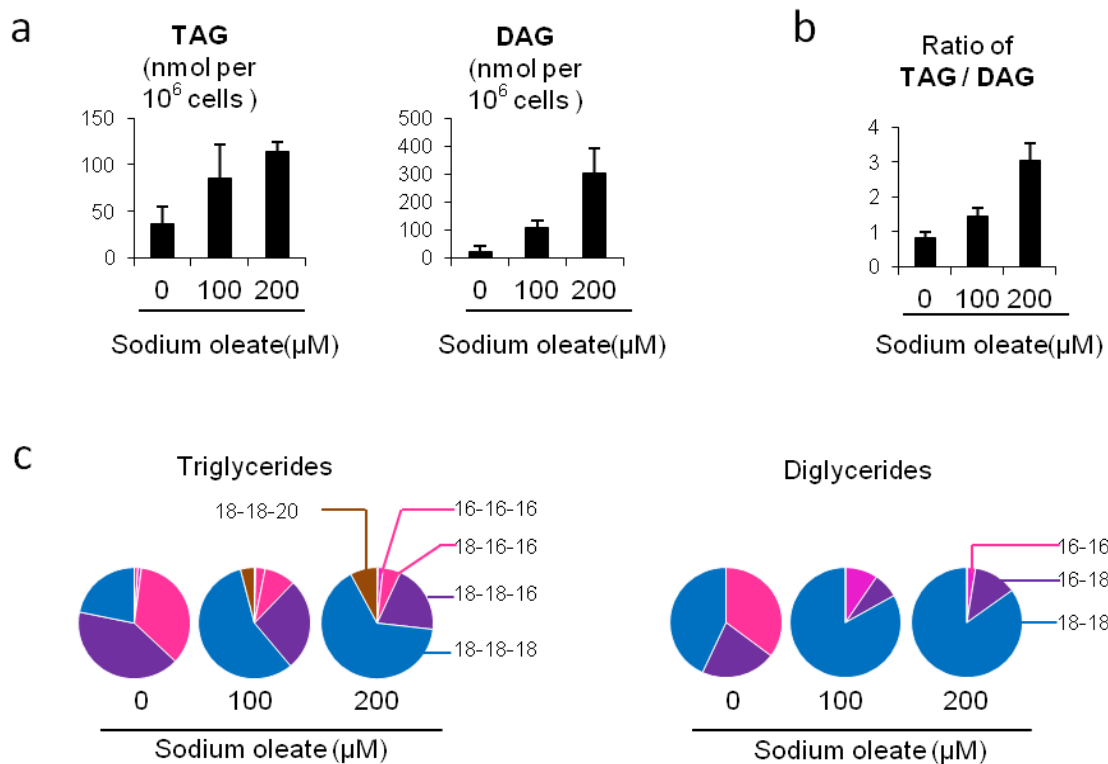 a
TAG
(nmol per
10⁶ cells )
150
100
50
0
0 100 200
Sodium oleate(µM)
DAG
(nmol per
10⁶ cells )
500
400
300
200
100
0
0 100 200
Sodium oleate(µM)
b
Ratio of
TAG / DAG
4
3
2
1
0
0 100 200
Sodium oleate(µM)
c
Triglycerides
18-18-20
16-16-16
18-16-16
18-18-16
18-18-18
0 100 200
Sodium oleate (µM)
Diglycerides
16-16
16-18
18-18
0 100 200
Sodium oleate (µM)